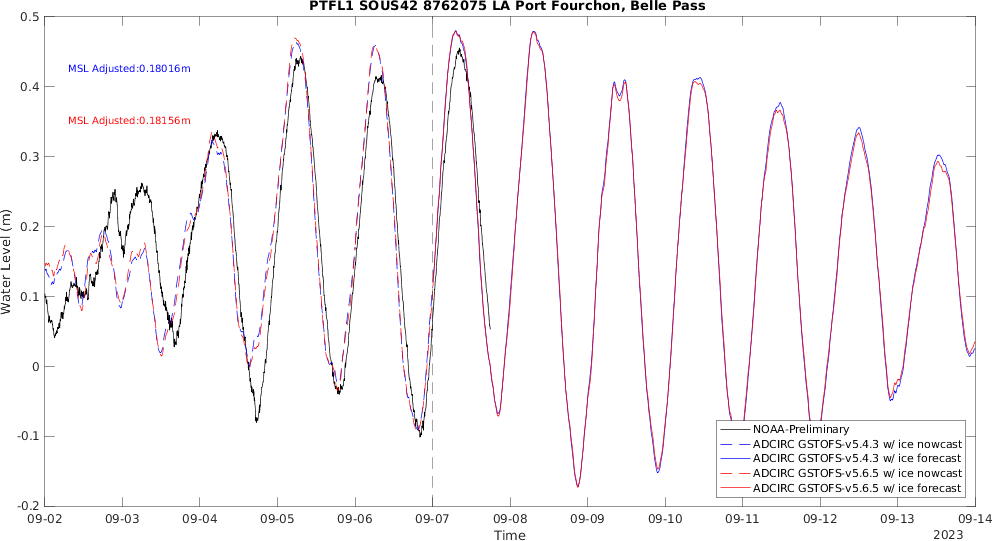 PTFL1 SOUS42 8762075 LA Port Fourchon, Belle Pass
0.5
MSL Adjusted:0.18016m
0.4
MSL Adjusted:0.18156m
0.3
0.2
0.1
0
-0.1
-0.2
Water Level (m)
NOAA-Preliminary
ADCIRC GSTOFS-v5.4.3 w/ ice nowcast
ADCIRC GSTOFS-v5.4.3 w/ ice forecast
ADCIRC GSTOFS-v5.6.5 w/ ice nowcast
ADCIRC GSTOFS-v5.6.5 w/ ice forecast
09-02 09-03 09-04 09-05 09-06 09-07 09-08 09-09 09-10 09-11 09-12 09-13 09-14
Time
2023